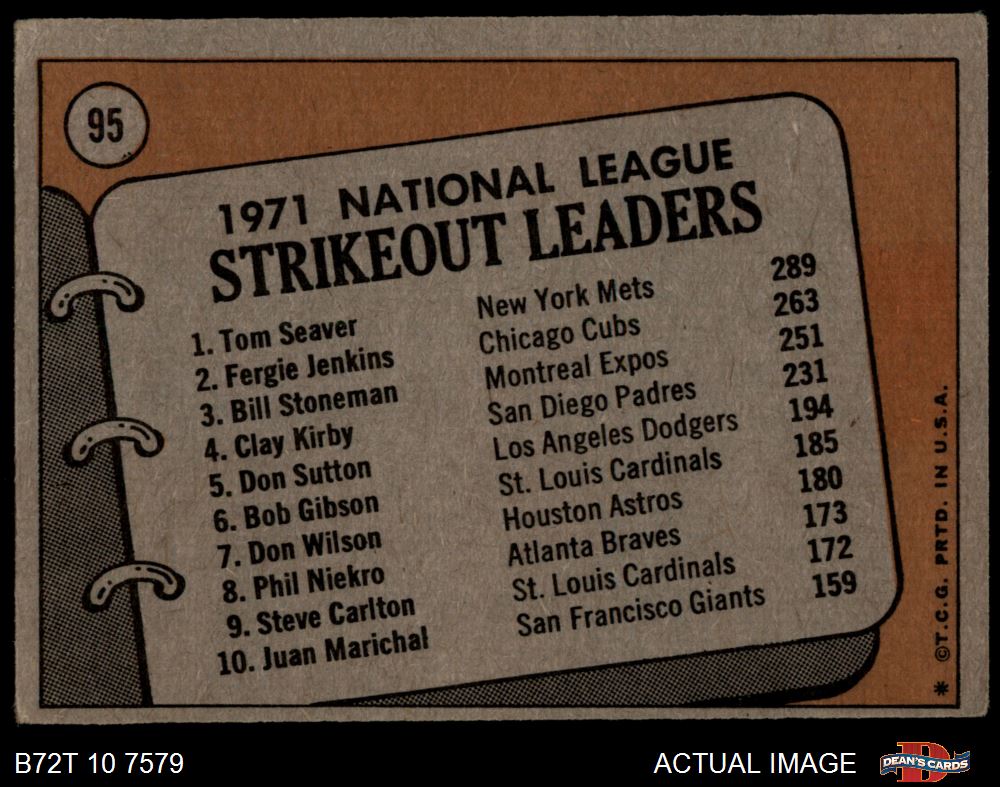 95
1971 NATIONAL LEAGUE
STRIKEOUT LEADERS
1. Tom Seaver New York Mets 289
2. Fergie Jenkins Chicago Cubs 263
3. Bill Stoneman Montreal Expos 251
4. Clay Kirby San Diego Padres 231
5. Don Sutton Los Angeles Dodgers 194
6. Bob Gibson St. Louis Cardinals 185
7. Don Wilson Houston Astros 180
8. Phil Niekro Atlanta Braves 173
9. Steve Carlton St. Louis Cardinals 172
10. Juan Marichal San Francisco Giants 159
* ©T.C.G. PRTD. IN U.S.A.
B72T 10 7579 ACTUAL IMAGE
D
DEAN'S CARDS